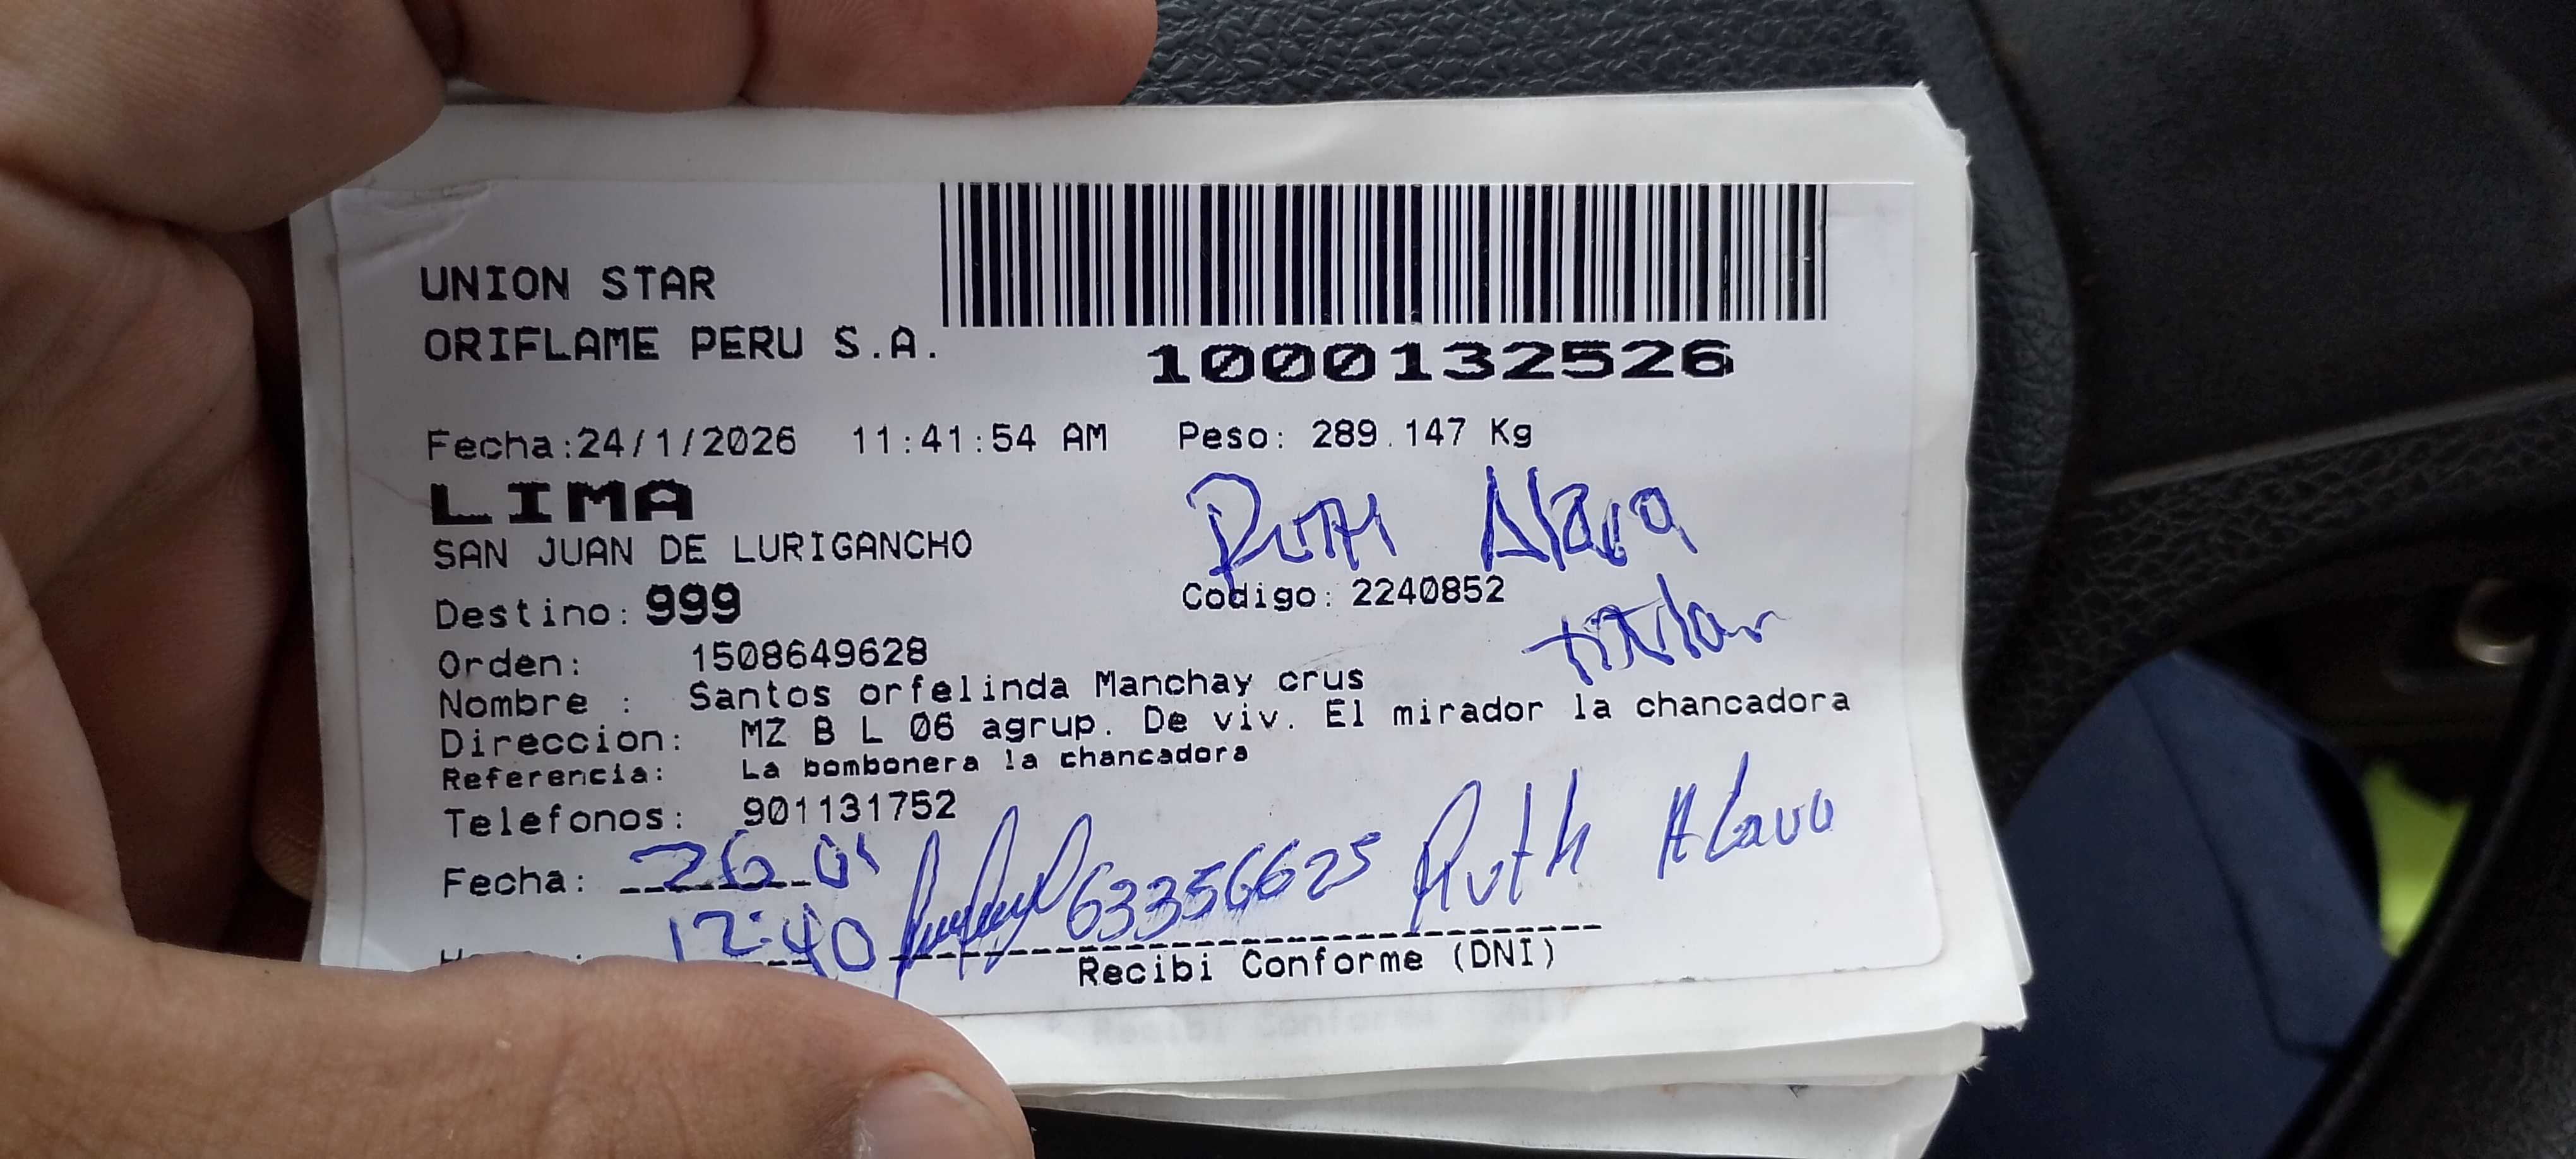 UNION STAR
ORIFLAME PERU S.A.
1000132526
Fecha:24/1/2026 11:41:54 AM Peso: 289.147 Kg
LIMA
SAN JUAN DE LURIGANCHO
Ruth Alava
Destino: 999 Codigo: 2240852
titular
Orden: 1508649628
Nombre : Santos orfelinda Manchay crus
Direccion: MZ B L 06 agrup. De viv. El mirador la chancadora
Referencia: La bombonera la chancadora
Telefonos: 901131752
Fecha: 26 01 63356625 Ruth Alava
12:40
Recibi Conforme (DNI)